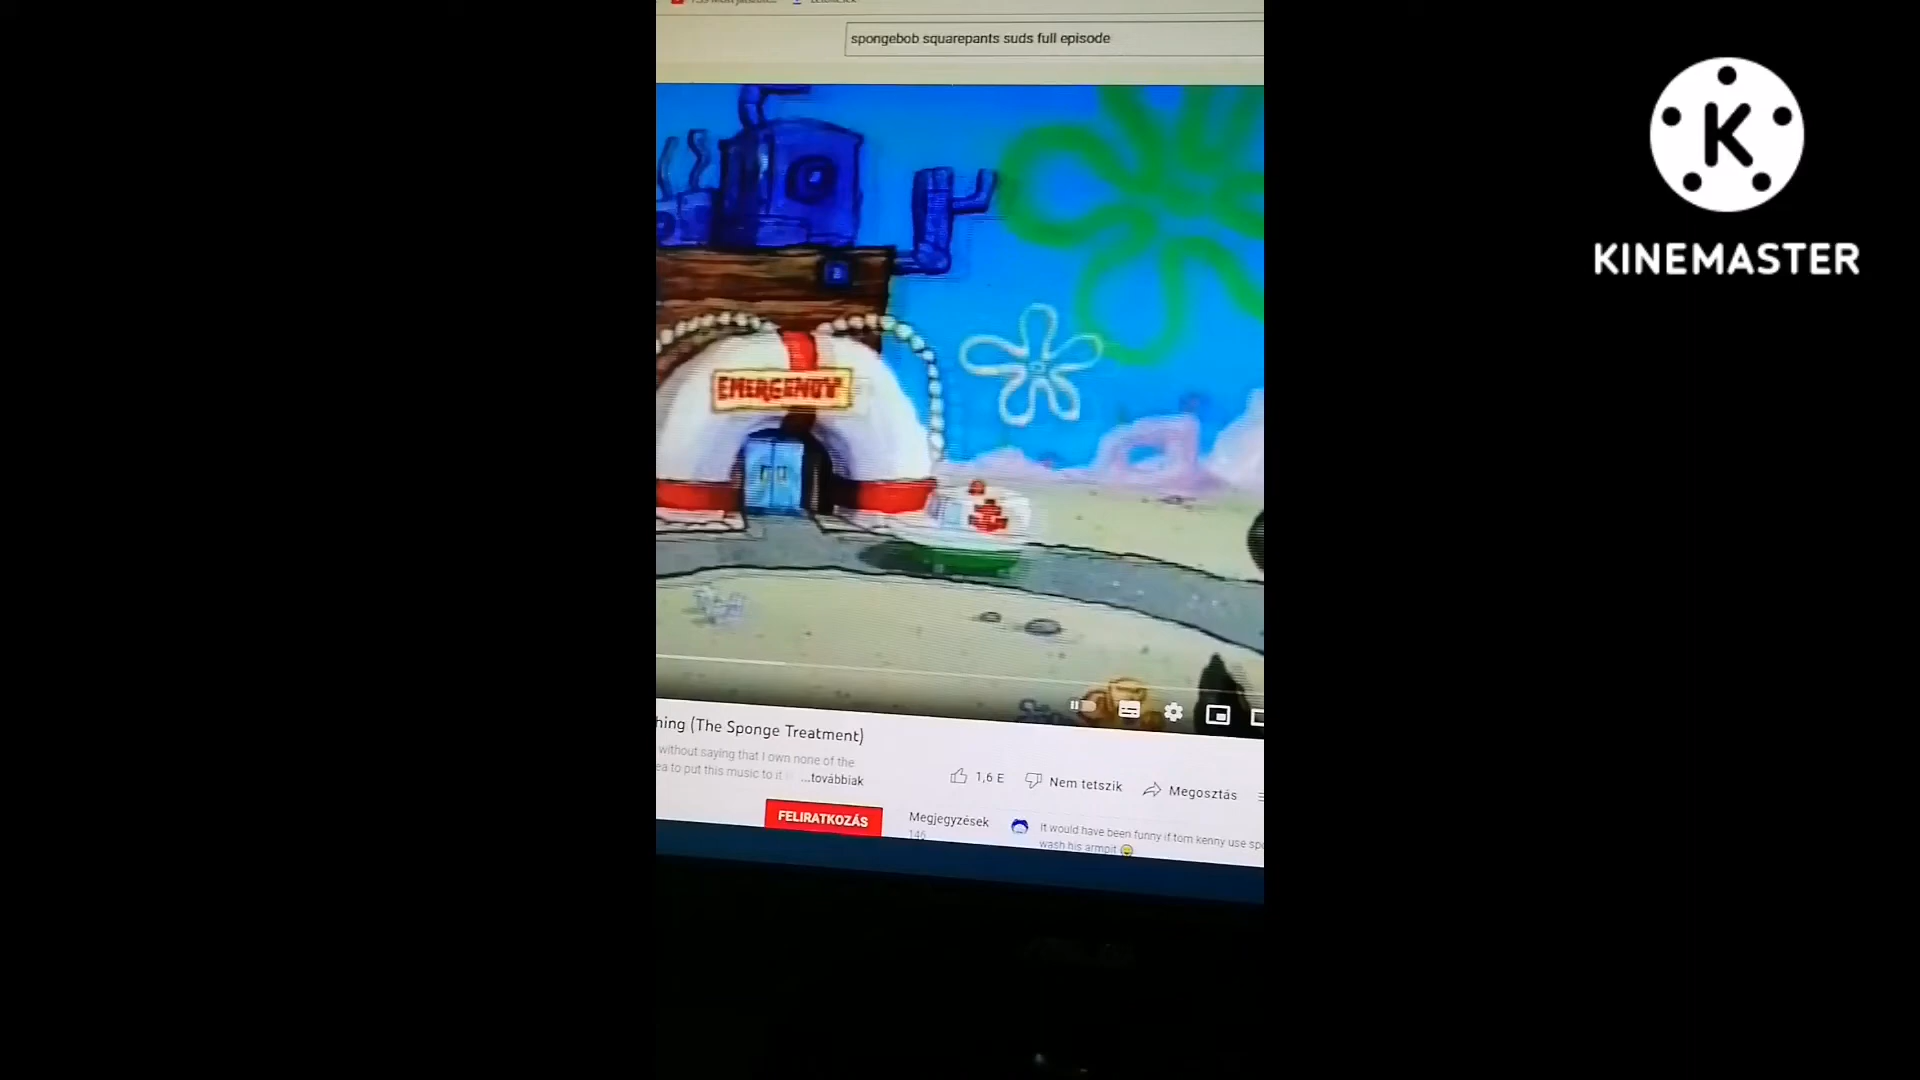 spongebob squarepants suds full episode
K
KINEMASTER
EMERGENCY
hing (The Sponge Treatment)
without saying that I own none of the
ea to put this music to it
...továbbiak
1,6 E
Nem tetszik
Megosztás
FELIRATKOZÁS
Megjegyzések
146
It would have been funny if tom kenny use sp
wash his armpit